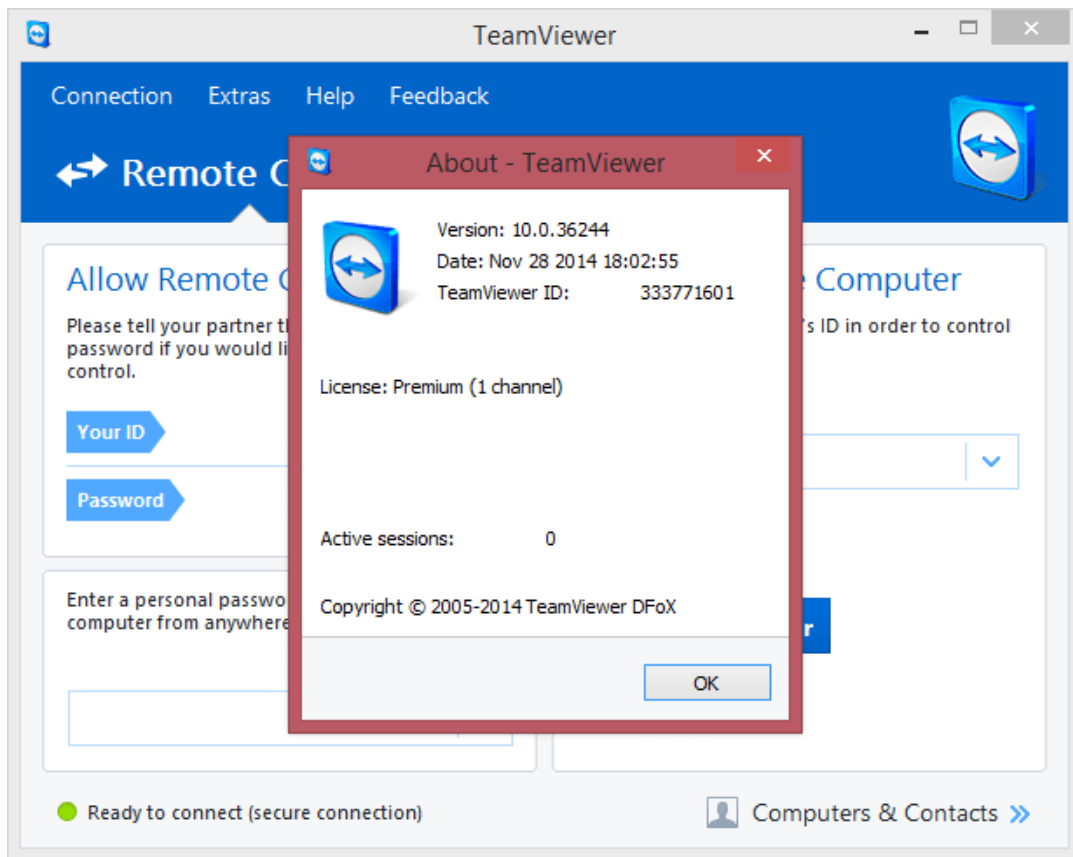 TeamViewer
Connection Extras Help Feedback
Remote C
About - TeamViewer
Version: 10.0.36244
Date: Nov 28 2014 18:02:55
TeamViewer ID: 333771601
License: Premium (1 channel)
Active sessions: 0
Copyright © 2005-2014 TeamViewer DFoX
OK
Allow Remote
Please tell your partner
password if you would
control.
Your ID
Password
Enter a personal
computer from anywhere
Computer
's ID in order to control
r
Ready to connect (secure connection)
Computers & Contacts